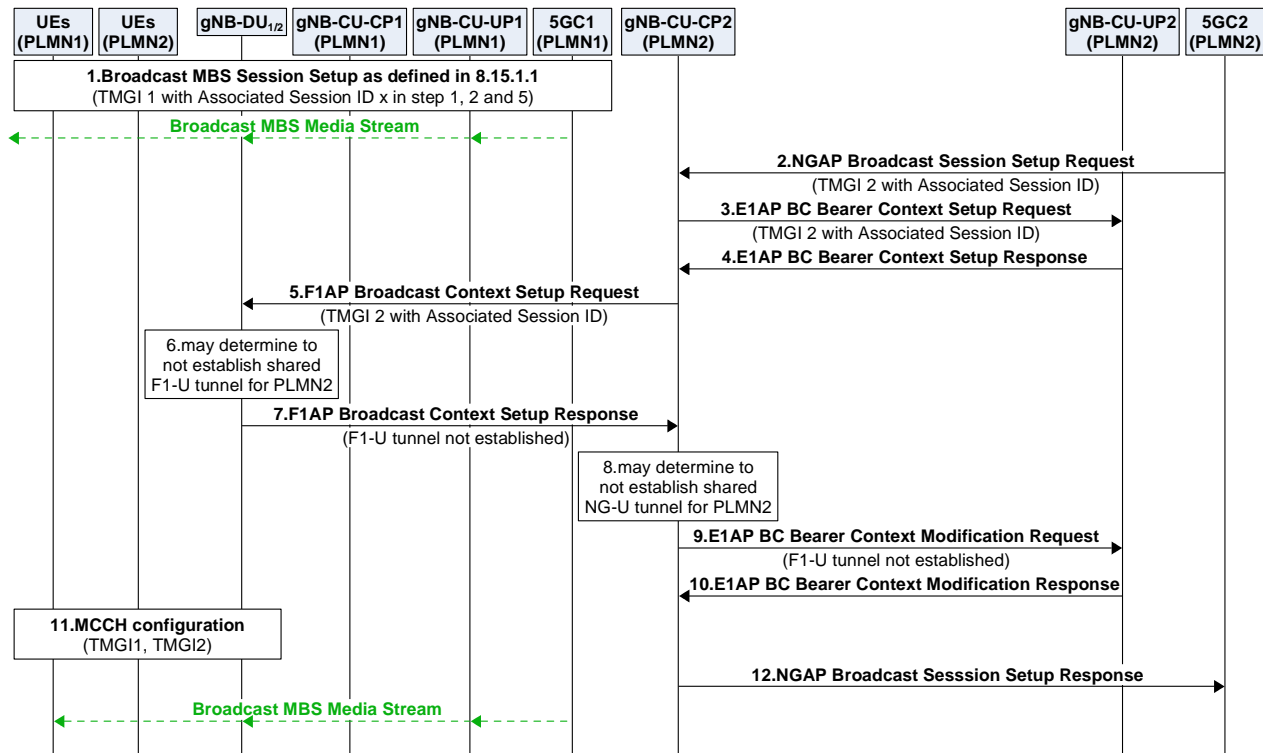 UEs (PLMN1)
UEs (PLMN2)
gNB-DU1/2
gNB-CU-CP1 (PLMN1)
gNB-CU-UP1 (PLMN1)
5GC1 (PLMN1)
gNB-CU-CP2 (PLMN2)
gNB-CU-UP2 (PLMN2)
5GC2 (PLMN2)
1.Broadcast MBS Session Setup as defined in 8.15.1.1
(TMGI 1 with Associated Session ID x in step 1, 2 and 5)
Broadcast MBS Media Stream
2.NGAP Broadcast Session Setup Request
(TMGI 2 with Associated Session ID)
3.E1AP BC Bearer Context Setup Request
(TMGI 2 with Associated Session ID)
4.E1AP BC Bearer Context Setup Response
5.F1AP Broadcast Context Setup Request
(TMGI 2 with Associated Session ID)
6.may determine to
not establish shared
F1-U tunnel for PLMN2
7.F1AP Broadcast Context Setup Response
(F1-U tunnel not established)
8.may determine to
not establish shared
NG-U tunnel for PLMN2
9.E1AP BC Bearer Context Modification Request
(F1-U tunnel not established)
10.E1AP BC Bearer Context Modification Response
11.MCCH configuration
(TMGI1, TMGI2)
12.NGAP Broadcast Sesssion Setup Response
Broadcast MBS Media Stream